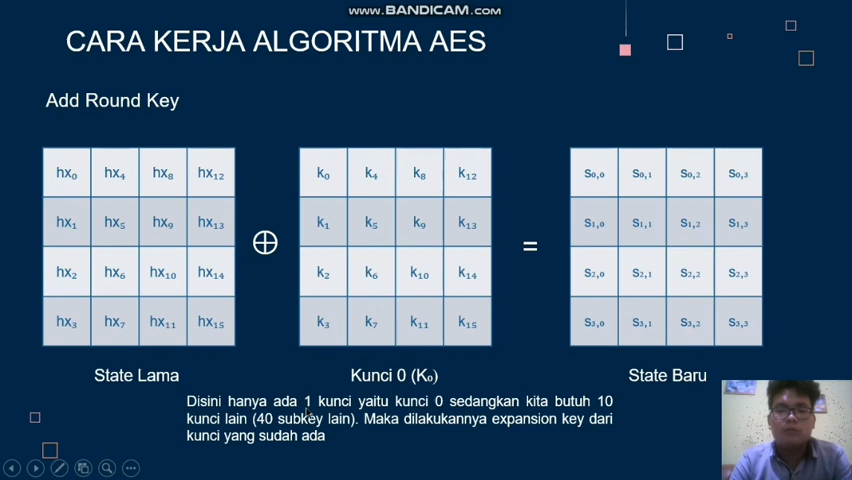 WWW.BANDICAM.COM
CARA KERJA ALGORITMA AES
Add Round Key
hx₀ hx₄ hx₈ hx₁₂
hx₁ hx₅ hx₉ hx₁₃
hx₂ hx₆ hx₁₀ hx₁₄
hx₃ hx₇ hx₁₁ hx₁₅
⊕
k₀ k₄ k₈ k₁₂
k₁ k₅ k₉ k₁₃
k₂ k₆ k₁₀ k₁₄
k₃ k₇ k₁₁ k₁₅
=
S₀,₀ S₀,₁ S₀,₂ S₀,₃
S₁,₀ S₁,₁ S₁,₂ S₁,₃
S₂,₀ S₂,₁ S₂,₂ S₂,₃
S₃,₀ S₃,₁ S₃,₂ S₃,₃
State Lama
Kunci 0 (K₀)
State Baru
Disini hanya ada 1 kunci yaitu kunci 0 sedangkan kita butuh 10
kunci lain (40 subkey lain). Maka dilakukannya expansion key dari
kunci yang sudah ada